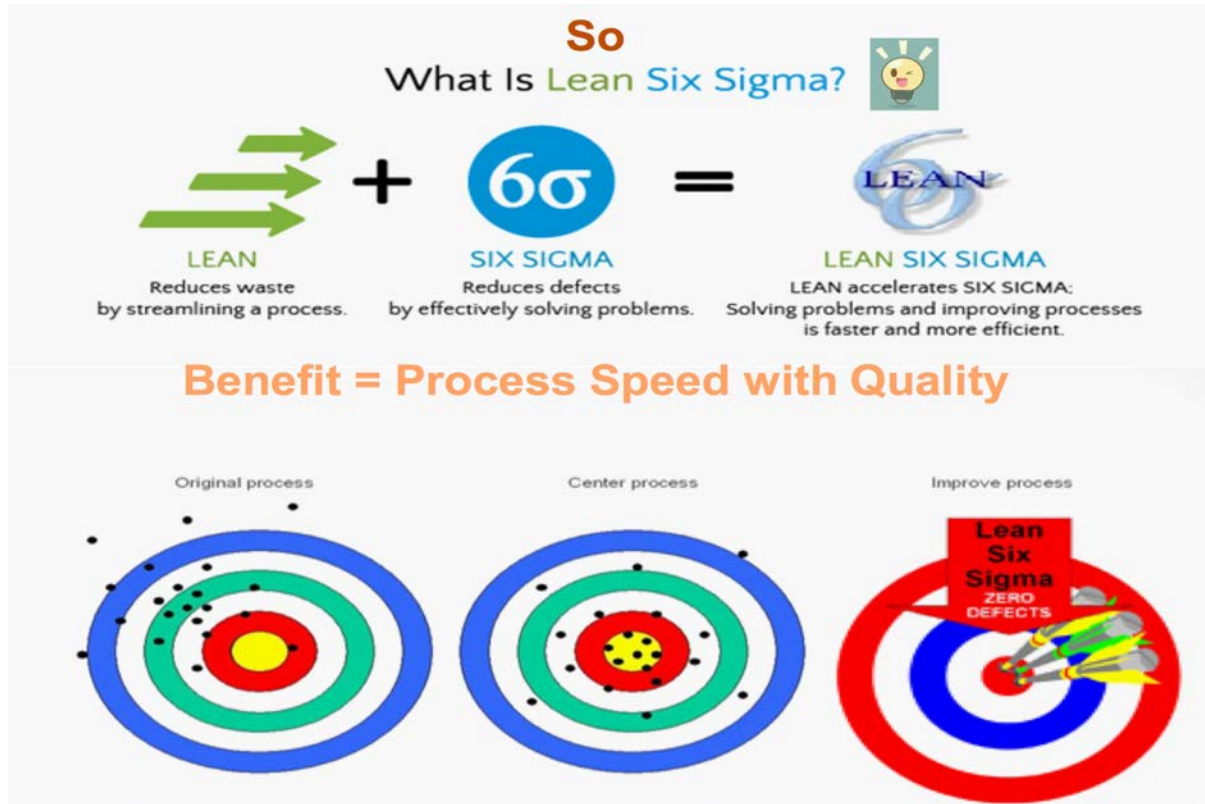 So
What Is Lean Six Sigma?
+
6σ
=
LEAN
LEAN
Reduces waste
by streamlining a process.
SIX SIGMA
Reduces defects
by effectively solving problems.
LEAN SIX SIGMA
LEAN accelerates SIX SIGMA;
Solving problems and improving processes
is faster and more efficient.
Benefit = Process Speed with Quality
Original process
Center process
Improve process
Lean
Six
Sigma
ZERO
DEFECTS